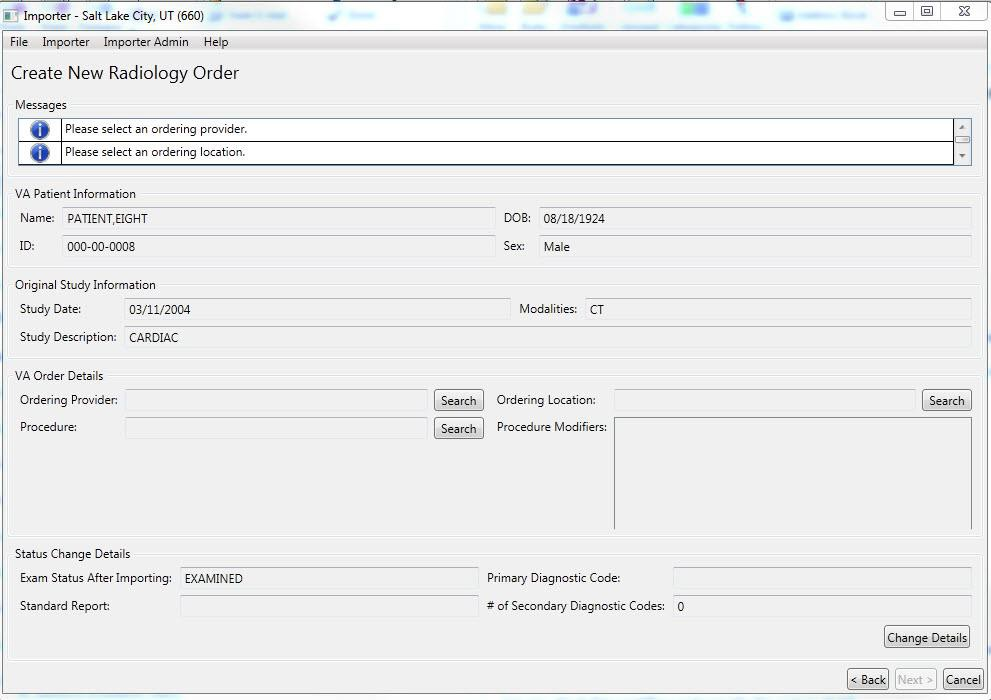 Importer - Salt Lake City, UT (660)
File Importer Importer Admin Help
Create New Radiology Order
Messages
Please select an ordering provider.
Please select an ordering location.
VA Patient Information
Name: PATIENT,EIGHT DOB: 08/18/1924
ID: 000-00-0008 Sex: Male
Original Study Information
Study Date: 03/11/2004 Modalities: CT
Study Description: CARDIAC
VA Order Details
Ordering Provider: Search Ordering Location: Search
Procedure: Search Procedure Modifiers:
Status Change Details
Exam Status After Importing: EXAMINED Primary Diagnostic Code:
Standard Report: # of Secondary Diagnostic Codes: 0
Change Details
< Back Next > Cancel